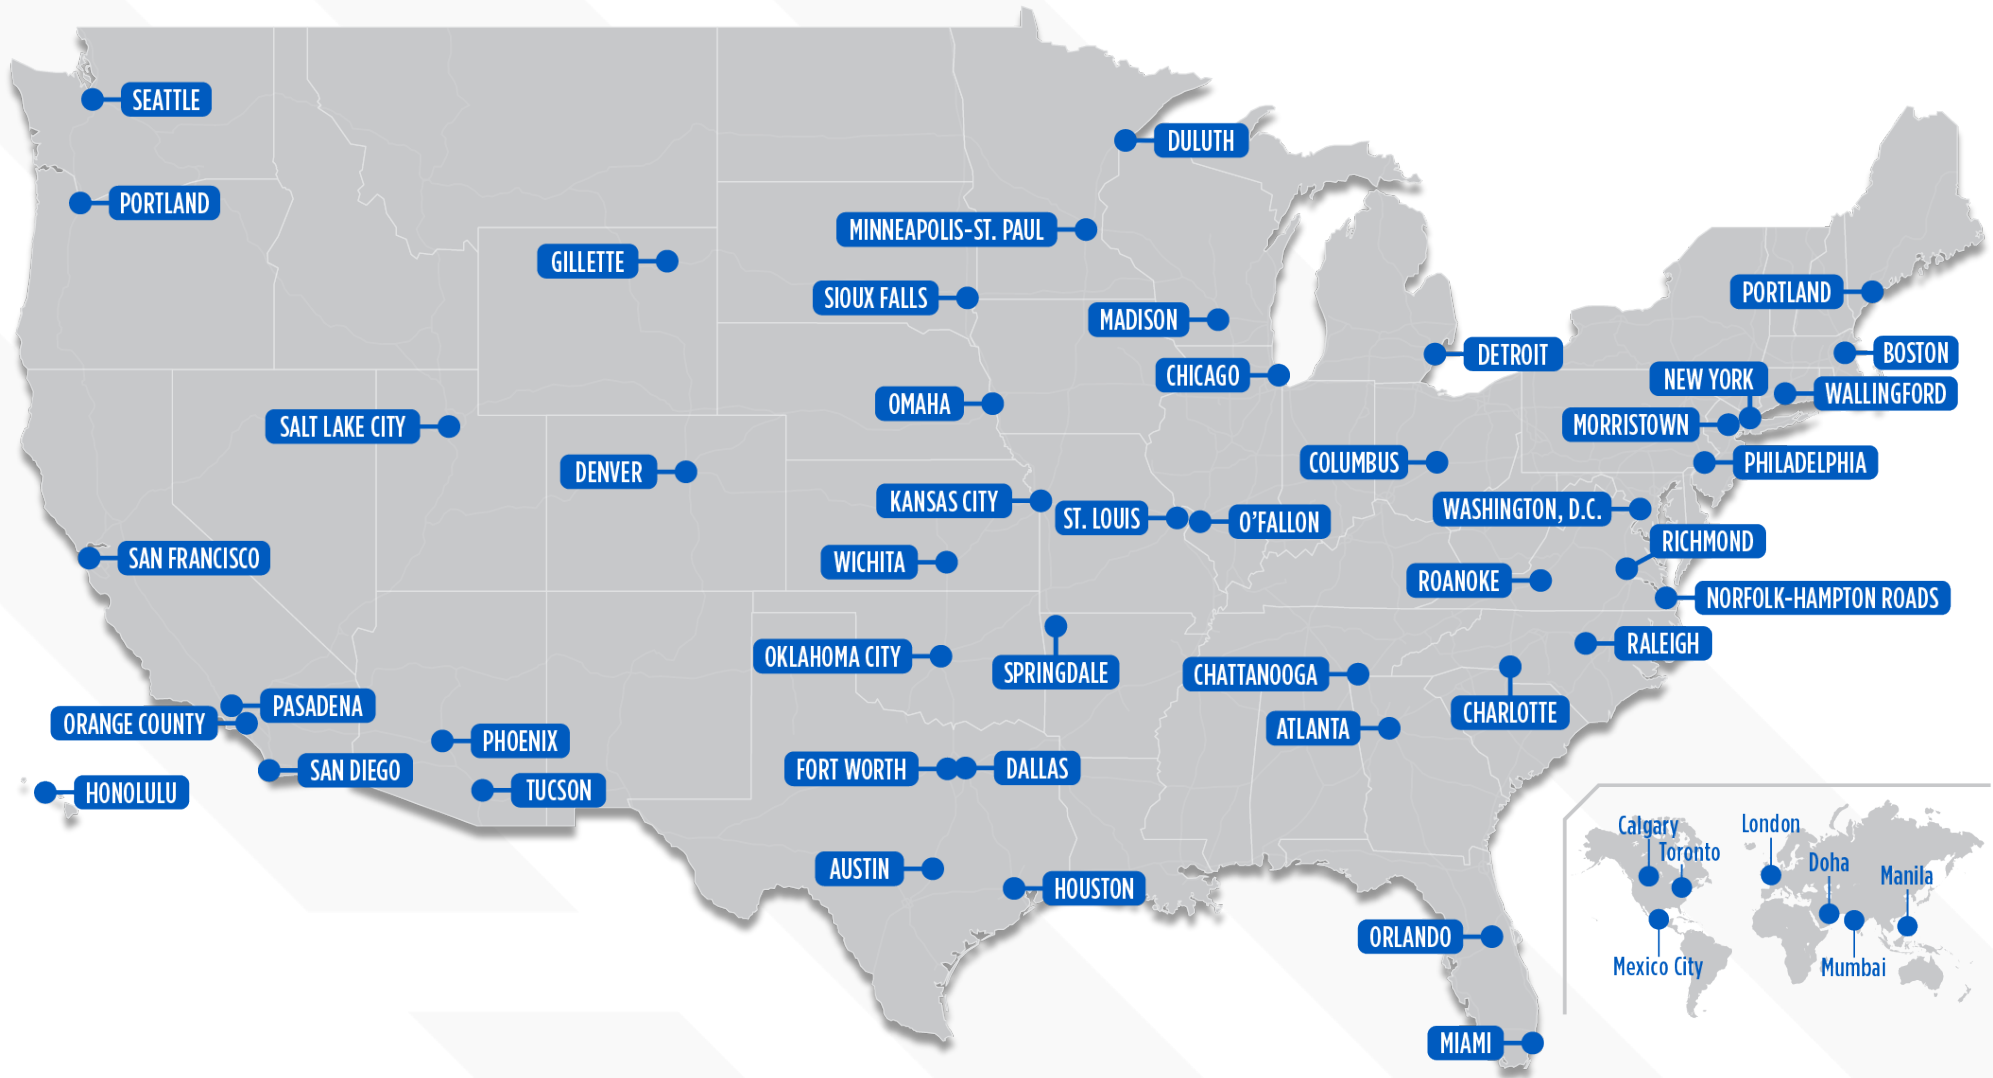 SEATTLE
DULUTH
PORTLAND
MINNEAPOLIS-ST. PAUL
GILLETTE
SIOUX FALLS
PORTLAND
MADISON
BOSTON
DETROIT
CHICAGO
NEW YORK
WALLINGFORD
OMAHA
SALT LAKE CITY
MORRISTOWN
COLUMBUS
PHILADELPHIA
DENVER
KANSAS CITY
WASHINGTON, D.C.
ST. LOUIS
O'FALLON
RICHMOND
SAN FRANCISCO
WICHITA
ROANOKE
NORFOLK-HAMPTON ROADS
RALEIGH
OKLAHOMA CITY
SPRINGDALE
CHATTANOOGA
PASADENA
CHARLOTTE
ORANGE COUNTY
ATLANTA
PHOENIX
FORT WORTH
DALLAS
SAN DIEGO
TUCSON
HONOLULU
AUSTIN
HOUSTON
ORLANDO
MIAMI
Calgary
London
Toronto
Doha
Manila
Mexico City
Mumbai